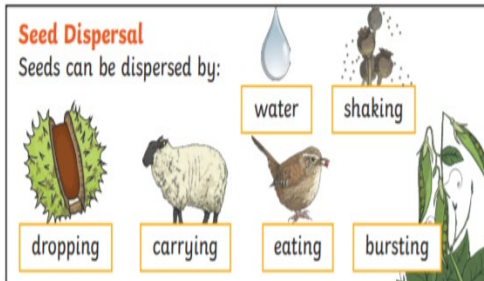 Seed Dispersal
Seeds can be dispersed by:
water
shaking
dropping
carrying
eating
bursting